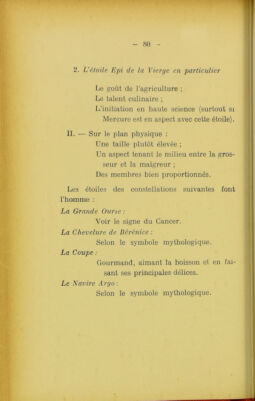 — 80 —
2. L'étoile Epi de la Vierge en particulier
Le goût de l'agriculture ;
Le talent culinaire ;
L'initiation en haute science (surtout si
Mercure est en aspect avec cette étoile).
II. — Sur le plan physique :
Une taille plutôt élevée ;
Un aspect tenant le milieu entre la gros-
seur et la maigreur ;
Des membres bien proportionnés.
Les étoiles des constellations suivantes font
l'homme :
La Grande Ourse :
Voir le signe du Cancer.
La Chevelure de Bérénice :
Selon le symbole mythologique.
La Coupe :
Gourmand, aimant la boisson et en fai-
sant ses principales délices.
Le Navire Argo :
Selon le symbole mythologique.